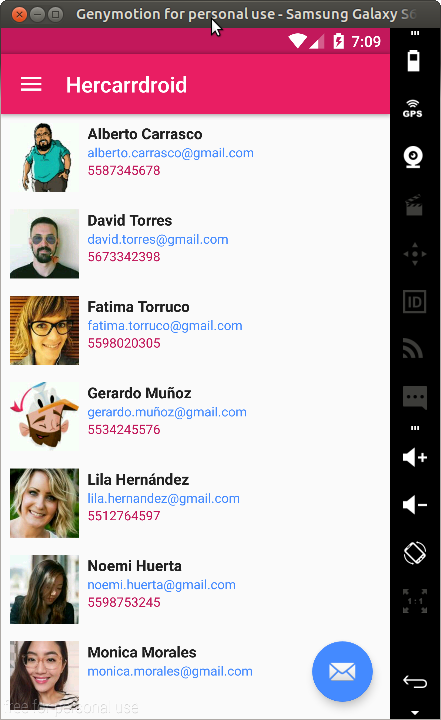 Genymotion for personal use - Samsung Galaxy S6
7:09
Hercarrdroid
GPS
Alberto Carrasco
alberto.carrasco@gmail.com
5587345678
David Torres
david.torres@gmail.com
5673342398
Fatima Torruco
fatima.torruco@gmail.com
5598020305
ID
Gerardo Muñoz
gerardo.muñoz@gmail.com
5534245576
Lila Hernández
lila.hernandez@gmail.com
5512764597
Noemi Huerta
noemi.huerta@gmail.com
5598753245
1:1
Monica Morales
monica.morales@gmail.com
free for personal use